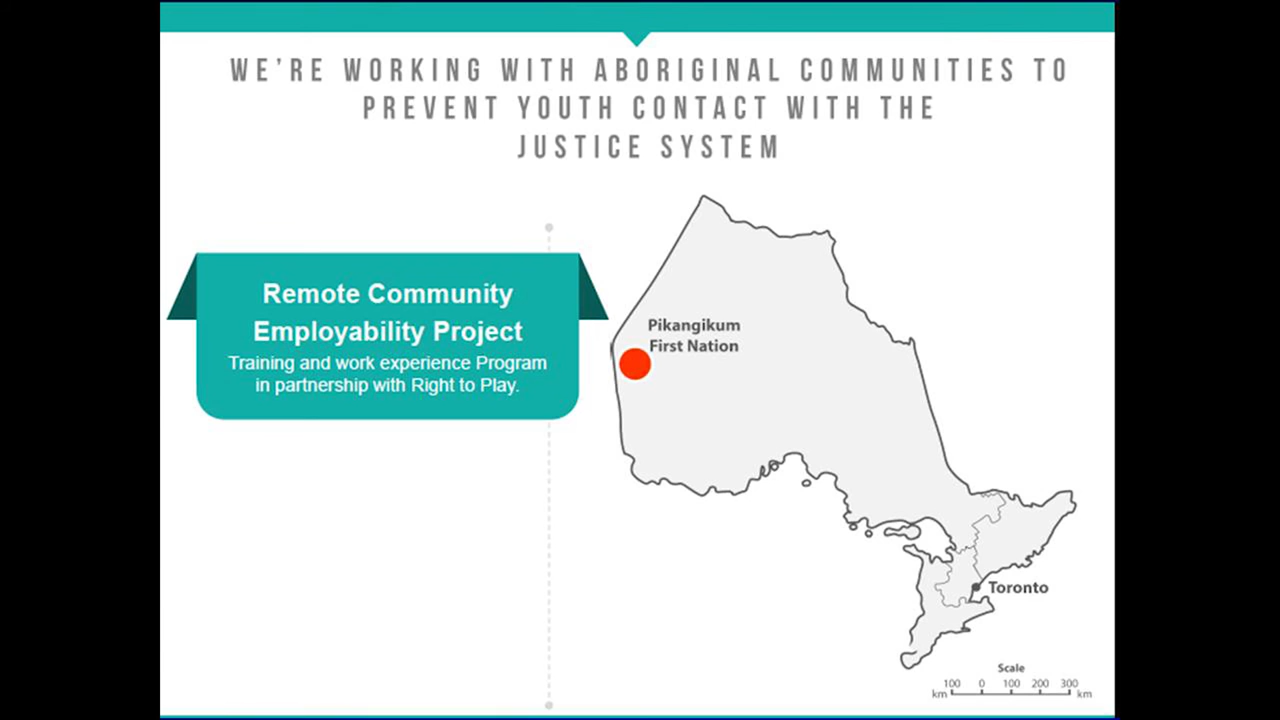 WE'RE WORKING WITH ABORIGINAL COMMUNITIES TO
PREVENT YOUTH CONTACT WITH THE
JUSTICE SYSTEM
Remote Community
Employability Project
Training and work experience Program
in partnership with Right to Play.
Pikangikum
First Nation
Toronto
Scale
100 0 100 200 300
km km